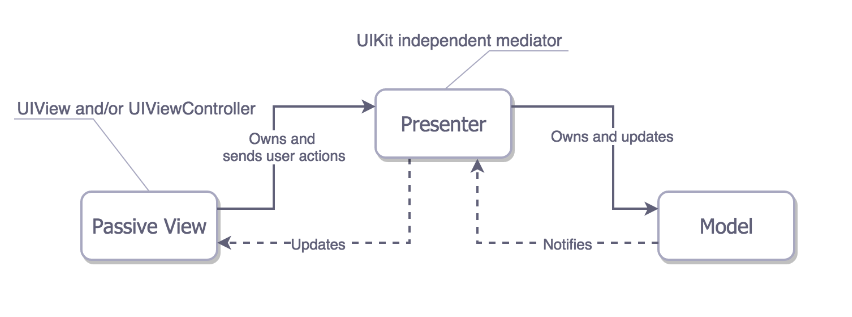 UIKit independent mediator
UIView and/or UIViewController
Presenter
Owns and
sends user actions
Owns and updates
Passive View
Model
Updates
Notifies